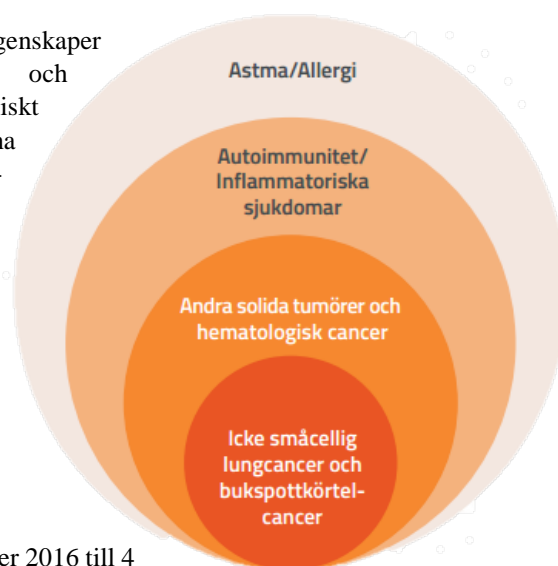 genskaper
och
iskt
na
Astma/Allergi
Autoimmunitet/
Inflammatoriska
sjukdomar
Andra solida tumörer och
hematologisk cancer
Icke småcellig
lungcancer och
bukspottkörtel-
cancer
er 2016 till 4